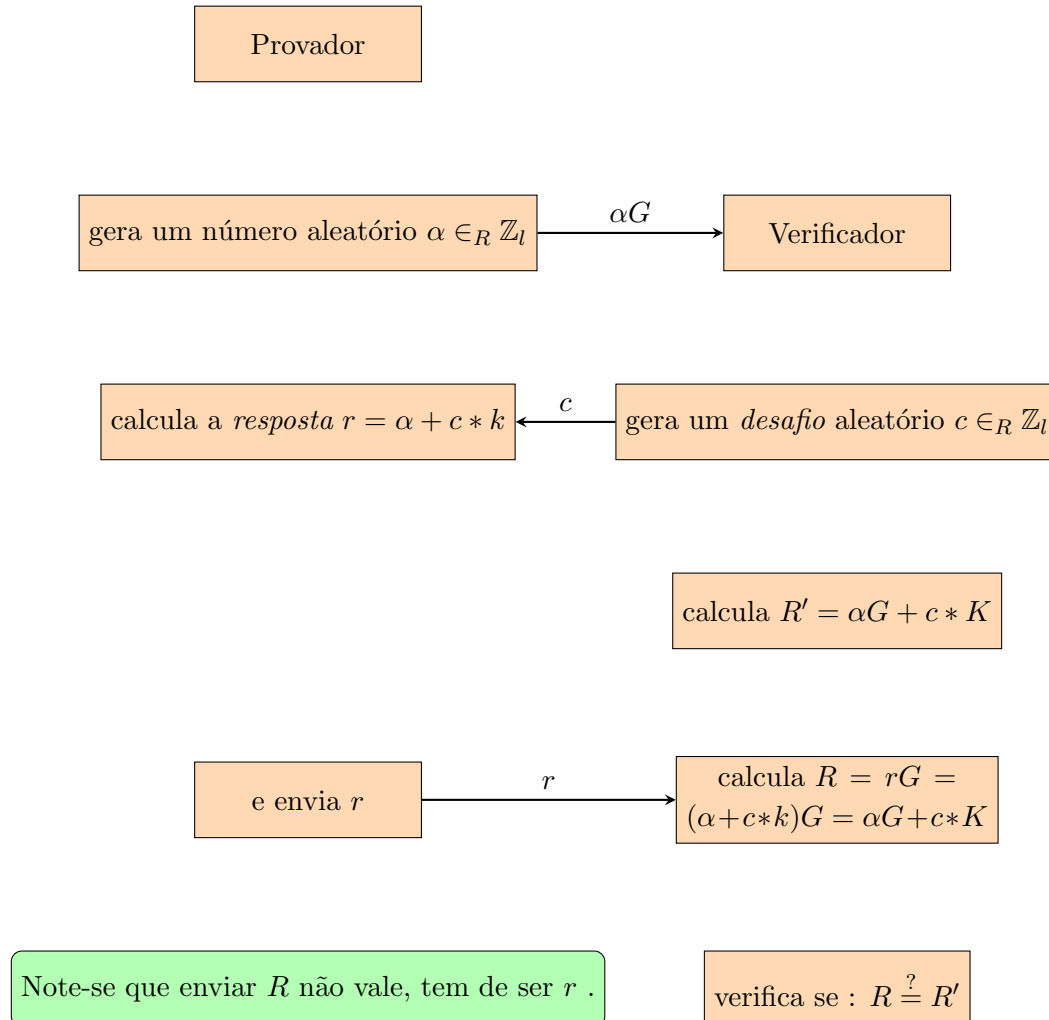 Provador
gera um número aleatório α ∈_R ℤ_l
αG
Verificador
calcula a resposta r = α + c ∗ k
c
gera um desafio aleatório c ∈_R ℤ_l
calcula R′ = αG + c ∗ K
e envia r
r
calcula R = rG =
(α+c∗k)G = αG+c∗K
Note-se que enviar R não vale, tem de ser r .
verifica se : R ≟ R′